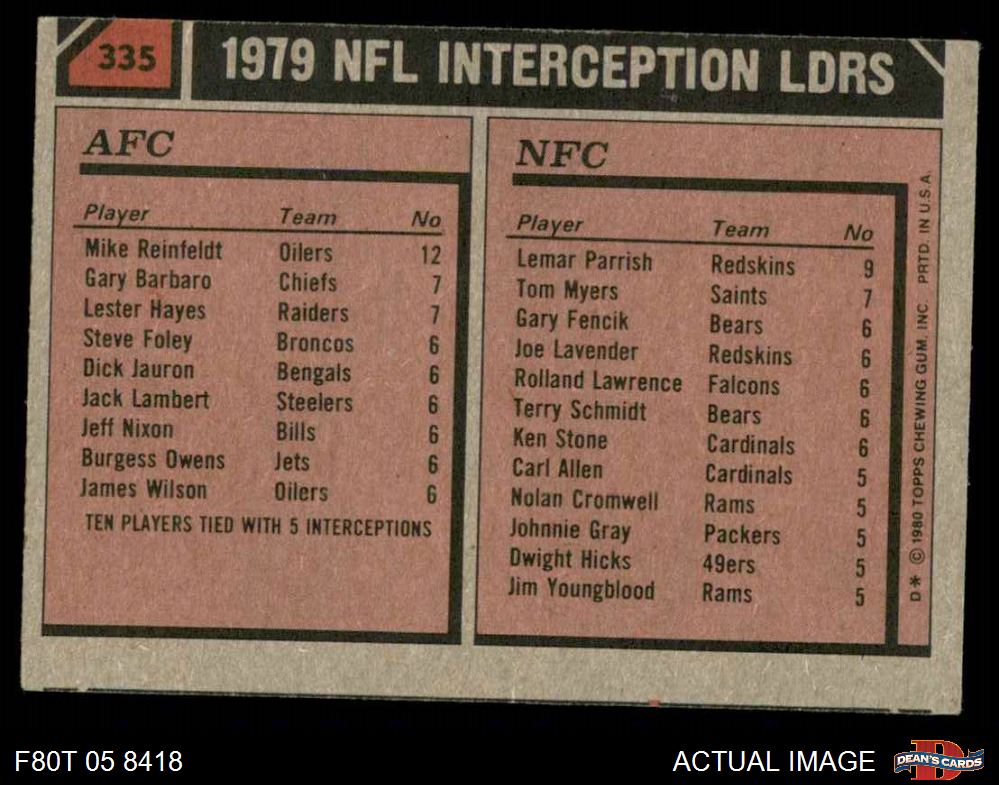 335
1979 NFL INTERCEPTION LDRS
AFC
Player Team No
Mike Reinfeldt Oilers 12
Gary Barbaro Chiefs 7
Lester Hayes Raiders 7
Steve Foley Broncos 6
Dick Jauron Bengals 6
Jack Lambert Steelers 6
Jeff Nixon Bills 6
Burgess Owens Jets 6
James Wilson Oilers 6
TEN PLAYERS TIED WITH 5 INTERCEPTIONS
NFC
Player Team No
Lemar Parrish Redskins 9
Tom Myers Saints 7
Gary Fencik Bears 6
Joe Lavender Redskins 6
Rolland Lawrence Falcons 6
Terry Schmidt Bears 6
Ken Stone Cardinals 6
Carl Allen Cardinals 5
Nolan Cromwell Rams 5
Johnnie Gray Packers 5
Dwight Hicks 49ers 5
Jim Youngblood Rams 5
D* © 1980 TOPPS CHEWING GUM, INC. PRTD. IN U.S.A.
F80T 05 8418
ACTUAL IMAGE
DEAN'S CARDS